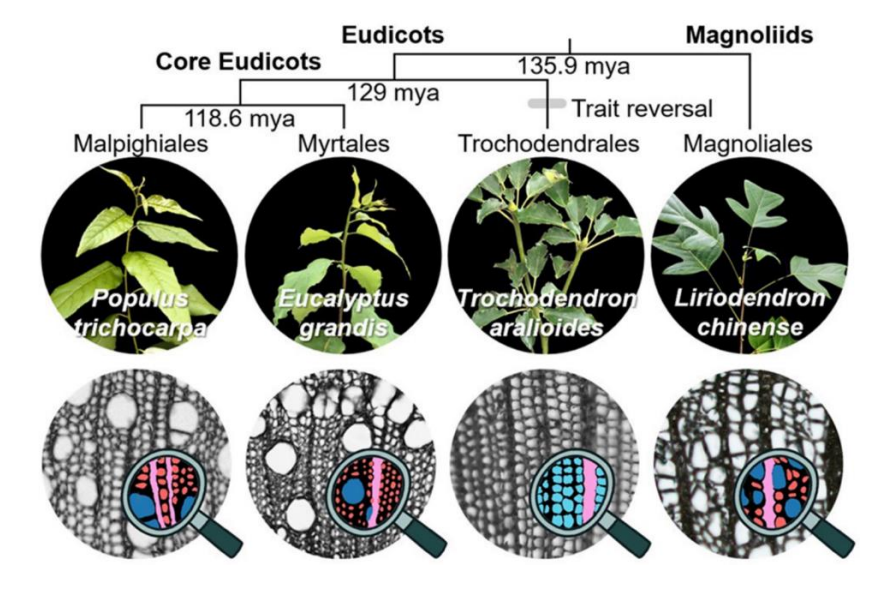 Eudicots
Magnoliids
Core Eudicots
135.9 mya
129 mya
Trait reversal
118.6 mya
Malpighiales
Myrtales
Trochodendrales
Magnoliales
Populus
trichocarpa
Eucalyptus
grandis
Trochodendron
aralioides
Liriodendron
chinense